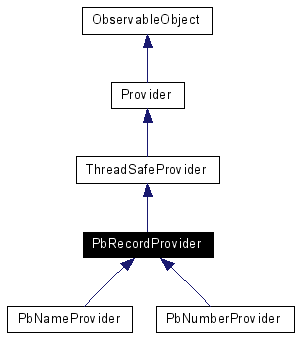 ObservableObject
Provider
ThreadSafeProvider
PbRecordProvider
PbNameProvider
PbNumberProvider